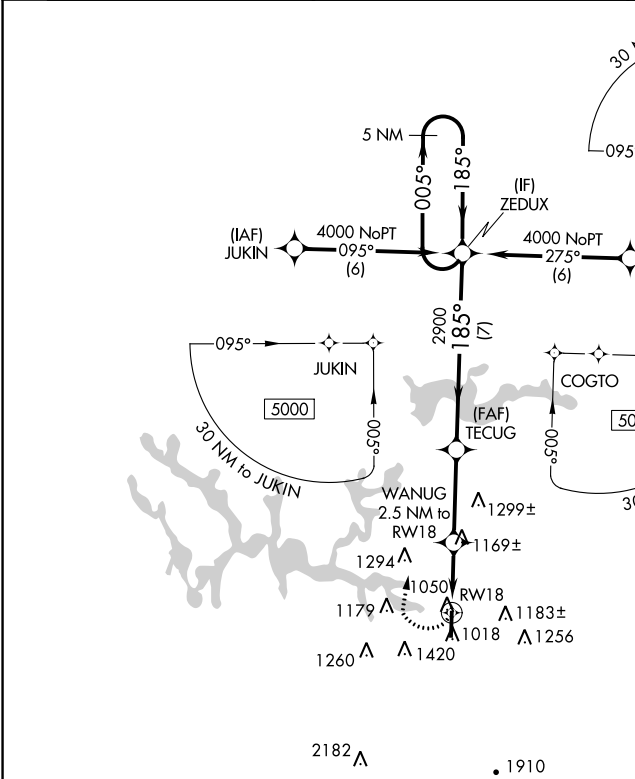 30
095
5 NM
005°
185°
(IF)
ZEDUX
(IAF)
JUKIN
4000 NoPT
095°
(6)
4000 NoPT
275°
(6)
2900
185°
(7)
095°
JUKIN
5000
005°
30 NM to JUKIN
COGTO
50
005°
30
(FAF)
TECUG
WANUG
2.5 NM to
RW18
1299±
1169±
1294
1050
RW18
1179
1183±
1018
1256
1260
1420
2182
1910